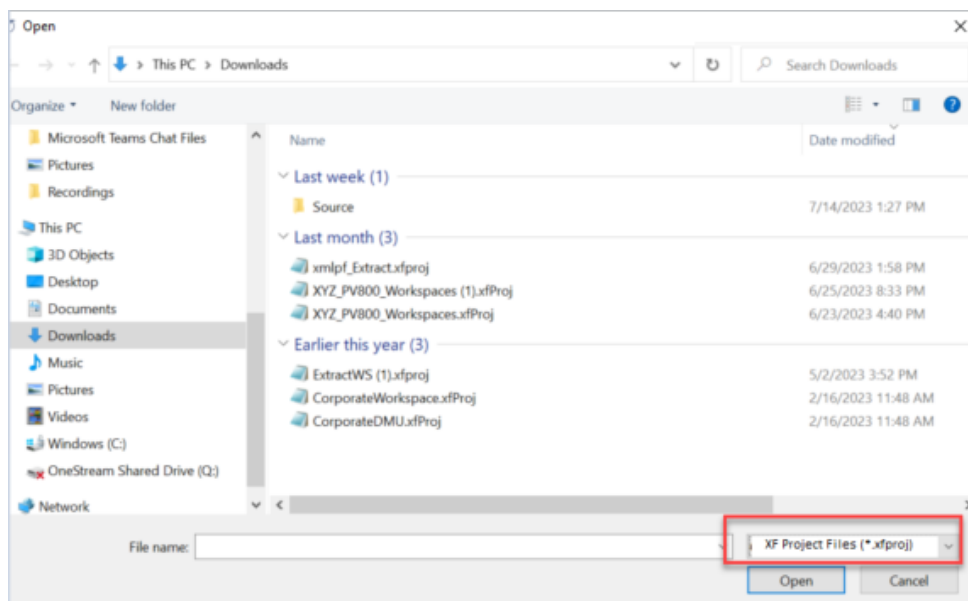 Open
This PC > Downloads
Search Downloads
Organize
New folder
Microsoft Teams Chat Files
Pictures
Recordings
This PC
3D Objects
Desktop
Documents
Downloads
Music
Pictures
Videos
Windows (C:)
OneStream Shared Drive (Q:)
Network
Name Date modified
Last week (1)
Source 7/14/2023 1:27 PM
Last month (3)
xmlpf_Extract.xfproj 6/29/2023 1:58 PM
XYZ_PV800_Workspaces (1).xfProj 6/25/2023 8:33 PM
XYZ_PV800_Workspaces.xfProj 6/23/2023 4:40 PM
Earlier this year (3)
ExtractWS (1).xfproj 5/2/2023 3:52 PM
CorporateWorkspace.xfProj 2/16/2023 11:48 AM
CorporateDMU.xfProj 2/16/2023 11:48 AM
File name:
XF Project Files (*.xfproj)
Open Cancel